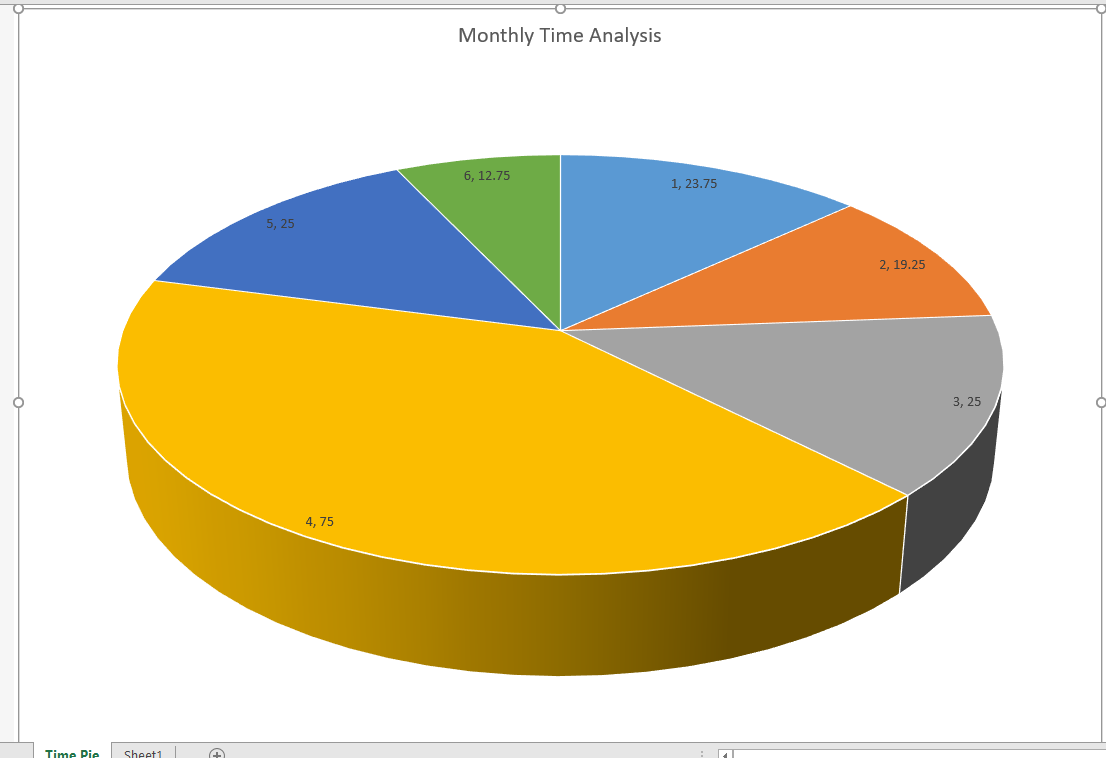 Monthly Time Analysis
6, 12.75
1, 23.75
5, 25
2, 19.25
3, 25
4, 75
Time Pie
Sheet1